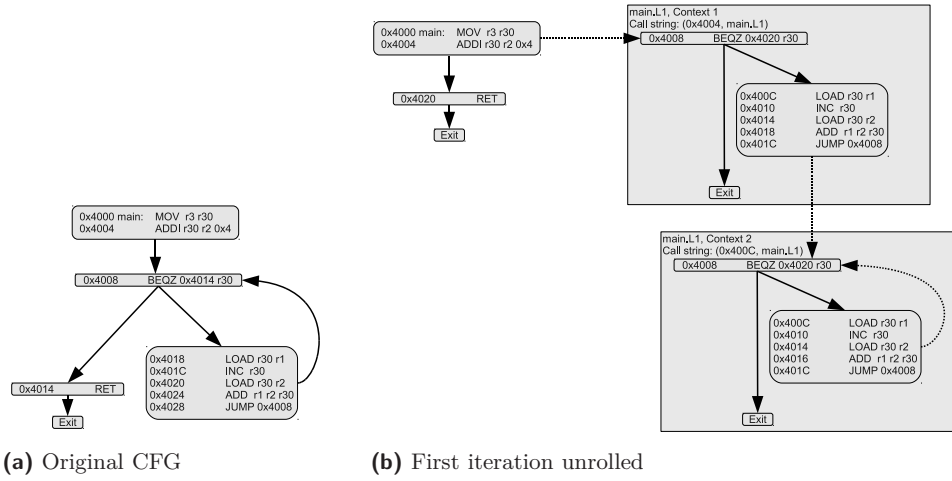 0x4000 main: MOV r3 r30
0x4004 ADDI r30 r2 0x4
0x4008 BEQZ 0x4014 r30
0x4018 LOAD r30 r1
0x401C INC r30
0x4020 LOAD r30 r2
0x4024 ADD r1 r2 r30
0x4028 JUMP 0x4008
0x4014 RET
Exit
(a) Original CFG
0x4000 main: MOV r3 r30
0x4004 ADDI r30 r2 0x4
0x4020 RET
Exit
main.L1, Context 1
Call string: (0x4004, main.L1)
0x4008 BEQZ 0x4020 r30
0x400C LOAD r30 r1
0x4010 INC r30
0x4014 LOAD r30 r2
0x4018 ADD r1 r2 r30
0x401C JUMP 0x4008
Exit
main.L1, Context 2
Call string: (0x400C, main.L1)
0x4008 BEQZ 0x4020 r30
0x400C LOAD r30 r1
0x4010 INC r30
0x4014 LOAD r30 r2
0x4016 ADD r1 r2 r30
0x401C JUMP 0x4008
Exit
(b) First iteration unrolled